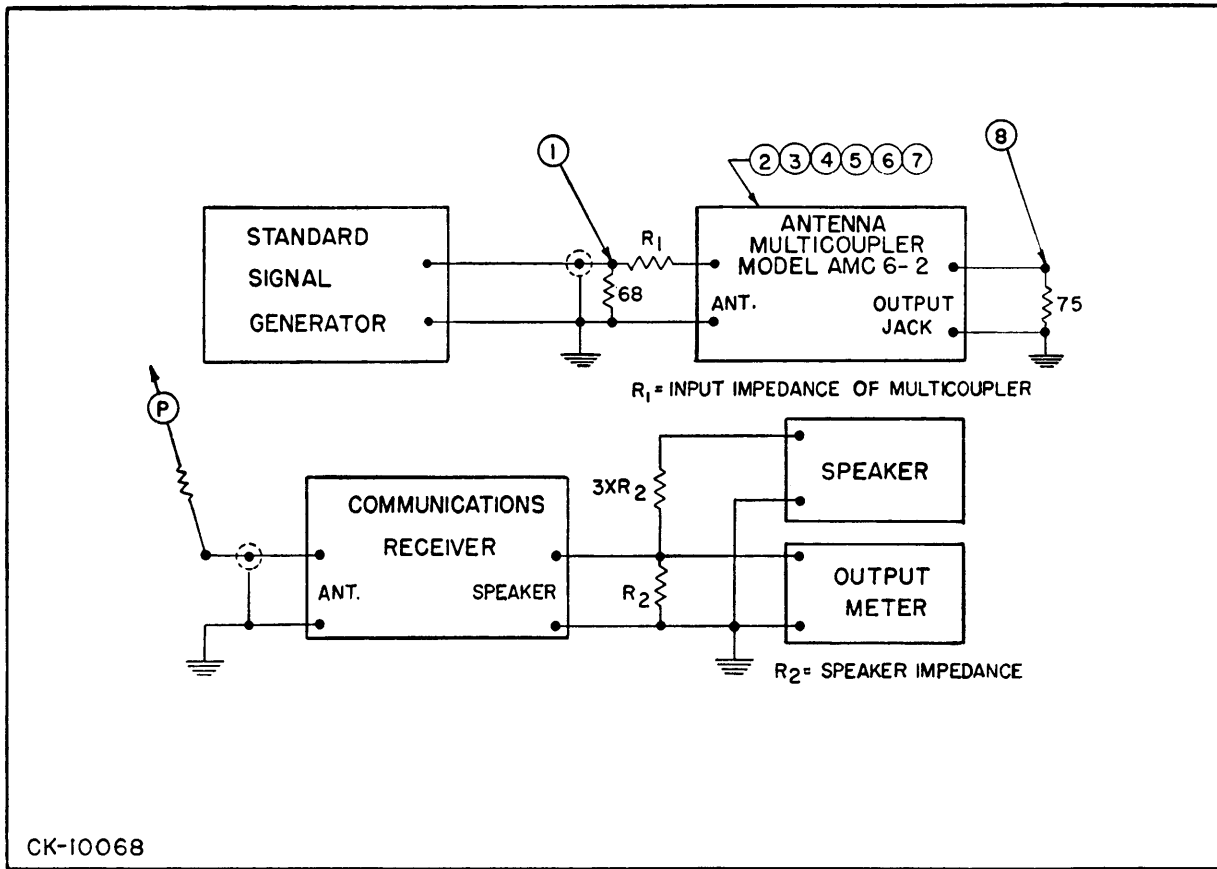 1
2 3 4 5 6 7
8
STANDARD
SIGNAL
GENERATOR
R1
68
ANTENNA
MULTICOUPLER
MODEL AMC 6-2
ANT.
OUTPUT
JACK
75
R1 = INPUT IMPEDANCE OF MULTICOUPLER
P
COMMUNICATIONS
RECEIVER
ANT.
SPEAKER
3XR2
R2
SPEAKER
OUTPUT
METER
R2= SPEAKER IMPEDANCE
CK-10068